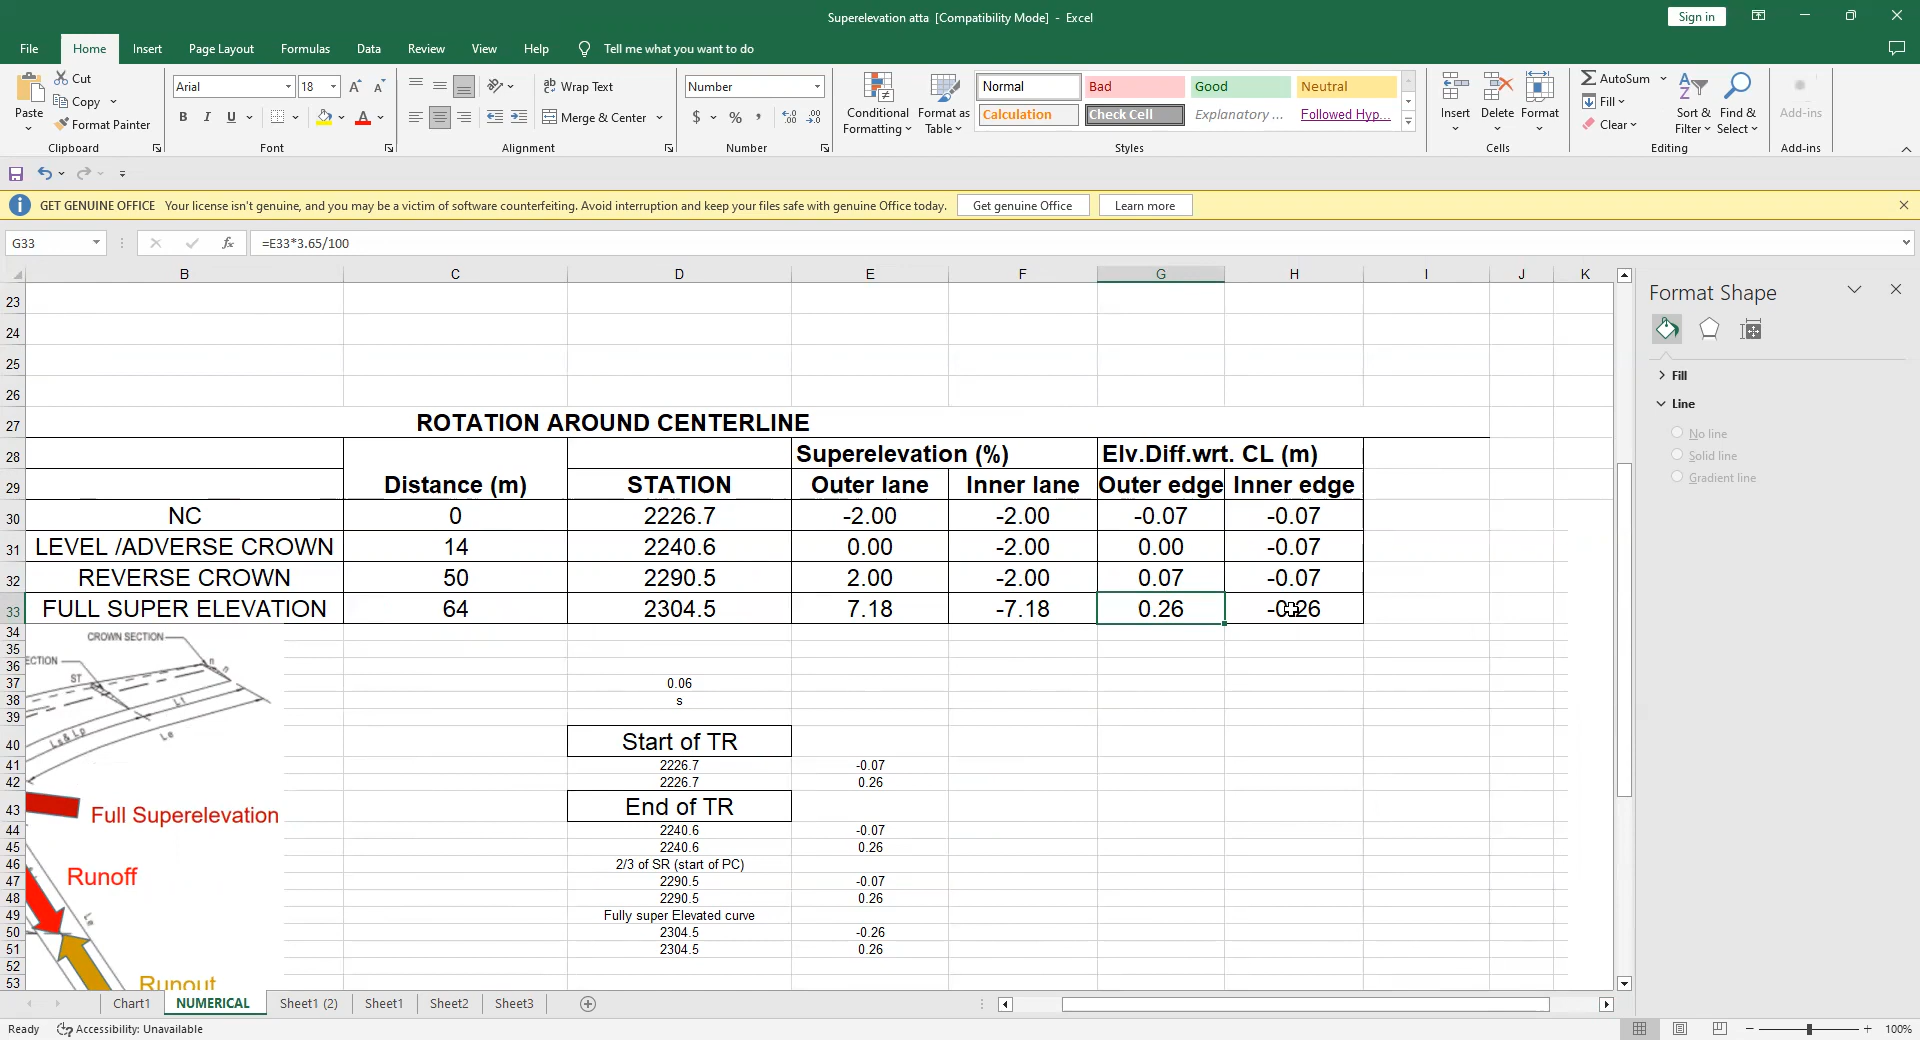 Superelevation atta  [Compatibility Mode]  -  Excel
Sign in
File Home Insert Page Layout Formulas Data Review View Help Tell me what you want to do
Paste
Cut
Copy
Format Painter
Clipboard
Arial 18
B I U
Font
Wrap Text
Merge & Center
Alignment
Number
$ % ,
Number
Conditional Formatting
Format as Table
Normal Bad Good Neutral
Calculation Check Cell Explanatory ... Followed Hyp...
Styles
Insert Delete Format
Cells
AutoSum
Fill
Clear
Sort & Filter
Find & Select
Editing
Add-ins
Add-ins
GET GENUINE OFFICE Your license isn't genuine, and you may be a victim of software counterfeiting. Avoid interruption and keep your files safe with genuine Office today. Get genuine Office Learn more
G33 fx =E33*3.65/100
B C D E F G H I J K
23
24
25
26
27 ROTATION AROUND CENTERLINE
28 Superelevation (%) Elv.Diff.wrt. CL (m)
29 Distance (m) STATION Outer lane Inner lane Outer edge Inner edge
30 NC 0 2226.7 -2.00 -2.00 -0.07 -0.07
31 LEVEL /ADVERSE CROWN 14 2240.6 0.00 -2.00 0.00 -0.07
32 REVERSE CROWN 50 2290.5 2.00 -2.00 0.07 -0.07
33 FULL SUPER ELEVATION 64 2304.5 7.18 -7.18 0.26 -0.26
34
35
36
37 0.06
38 s
39
40 Start of TR
41 2226.7 -0.07
42 2226.7 0.26
43 End of TR
44 2240.6 -0.07
45 2240.6 0.26
46 2/3 of SR (start of PC)
47 2290.5 -0.07
48 2290.5 0.26
49 Fully super Elevated curve
50 2304.5 -0.26
51 2304.5 0.26
52
53
CROWN SECTION
ECTION
ST
n
n
Lt
Ls & Lp
Le
Full Superelevation
Runoff
Le
Runout
Format Shape
Fill
Line
No line
Solid line
Gradient line
Chart1 NUMERICAL Sheet1 (2) Sheet1 Sheet2 Sheet3
Ready Accessibility: Unavailable 100%